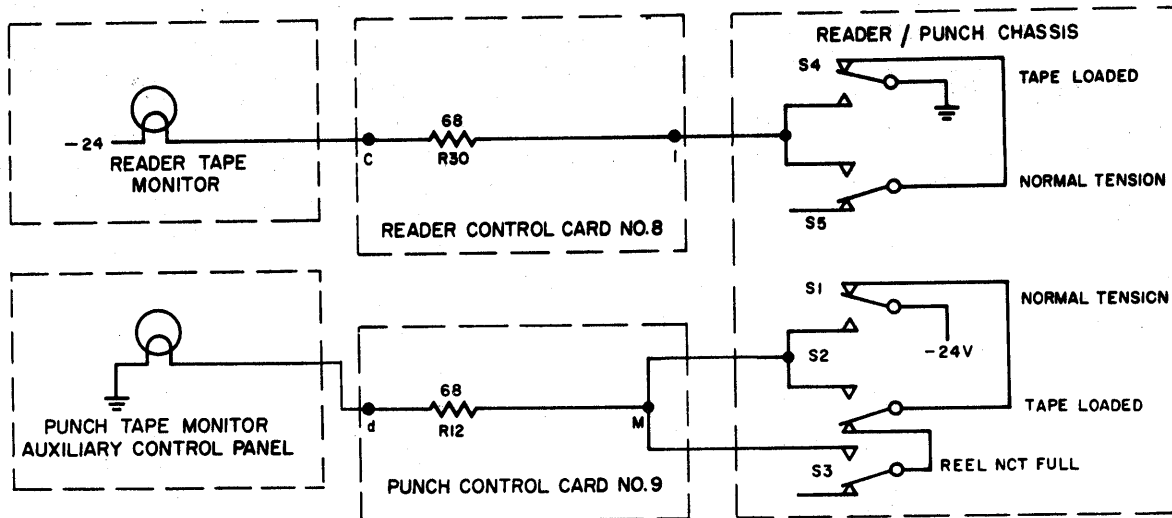 READER / PUNCH CHASSIS
S4
TAPE LOADED
-24
READER TAPE
MONITOR
C
68
R30
I
READER CONTROL CARD NO.8
NORMAL TENSION
S5
S1
NORMAL TENSION
-24V
S2
PUNCH TAPE MONITOR
AUXILIARY CONTROL PANEL
d
68
R12
M
PUNCH CONTROL CARD NO.9
TAPE LOADED
S3
REEL NCT FULL